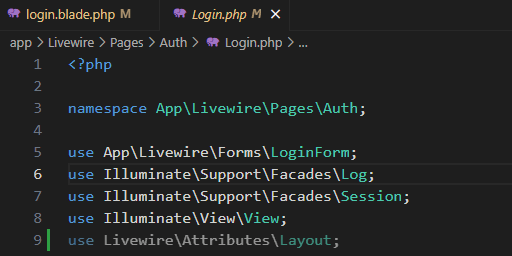 login.blade.php M Login.php M ×
app > Livewire > Pages > Auth > Login.php > ...
1 <?php
2
3 namespace App\Livewire\Pages\Auth;
4
5 use App\Livewire\Forms\LoginForm;
6 use Illuminate\Support\Facades\Log;
7 use Illuminate\Support\Facades\Session;
8 use Illuminate\View\View;
9 use Livewire\Attributes\Layout;